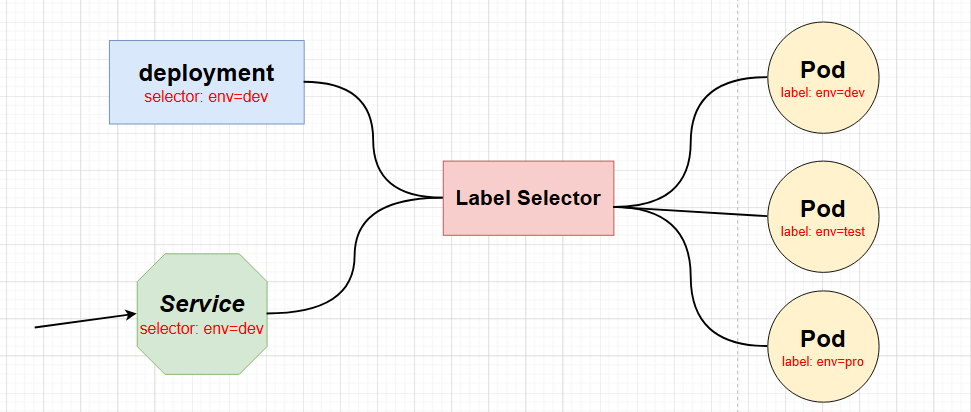 deployment
selector: env=dev
Service
selector: env=dev
Label Selector
Pod
label: env=dev
Pod
label: env=test
Pod
label: env=pro